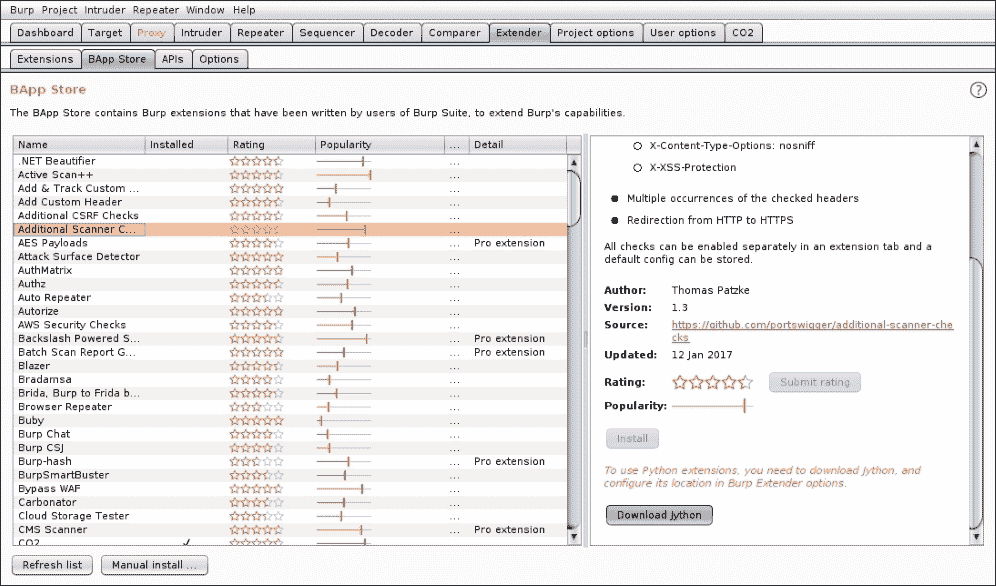 Burp Project Intruder Repeater Window Help
Dashboard Target Proxy Intruder Repeater Sequencer Decoder Comparer Extender Project options User options CO2
Extensions BApp Store APIs Options
BApp Store
?
The BApp Store contains Burp extensions that have been written by users of Burp Suite, to extend Burp's capabilities.
Name Installed Rating Popularity ... Detail
.NET Beautifier ...
Active Scan++ ...
Add & Track Custom ... ...
Add Custom Header ...
Additional CSRF Checks ...
Additional Scanner C... ...
AES Payloads ... Pro extension
Attack Surface Detector ...
AuthMatrix ...
Authz ...
Auto Repeater ...
Autorize ...
AWS Security Checks ...
Backslash Powered S... ... Pro extension
Batch Scan Report G... ... Pro extension
Blazer ...
Bradamsa ...
Brida, Burp to Frida b... ...
Browser Repeater ...
Buby ...
Burp Chat ...
Burp CSJ ...
Burp-hash ... Pro extension
BurpSmartBuster ...
Bypass WAF ...
Carbonator ...
Cloud Storage Tester ...
CMS Scanner ... Pro extension
CO2 ✓ ...
X-Content-Type-Options: nosniff
X-XSS-Protection
Multiple occurrences of the checked headers
Redirection from HTTP to HTTPS
All checks can be enabled separately in an extension tab and a
default config can be stored.
Author: Thomas Patzke
Version: 1.3
Source: https://github.com/portswigger/additional-scanner-che
cks
Updated: 12 Jan 2017
Rating: Submit rating
Popularity:
Install
To use Python extensions, you need to download Jython, and
configure its location in Burp Extender options.
Download Jython
Refresh list Manual install ...